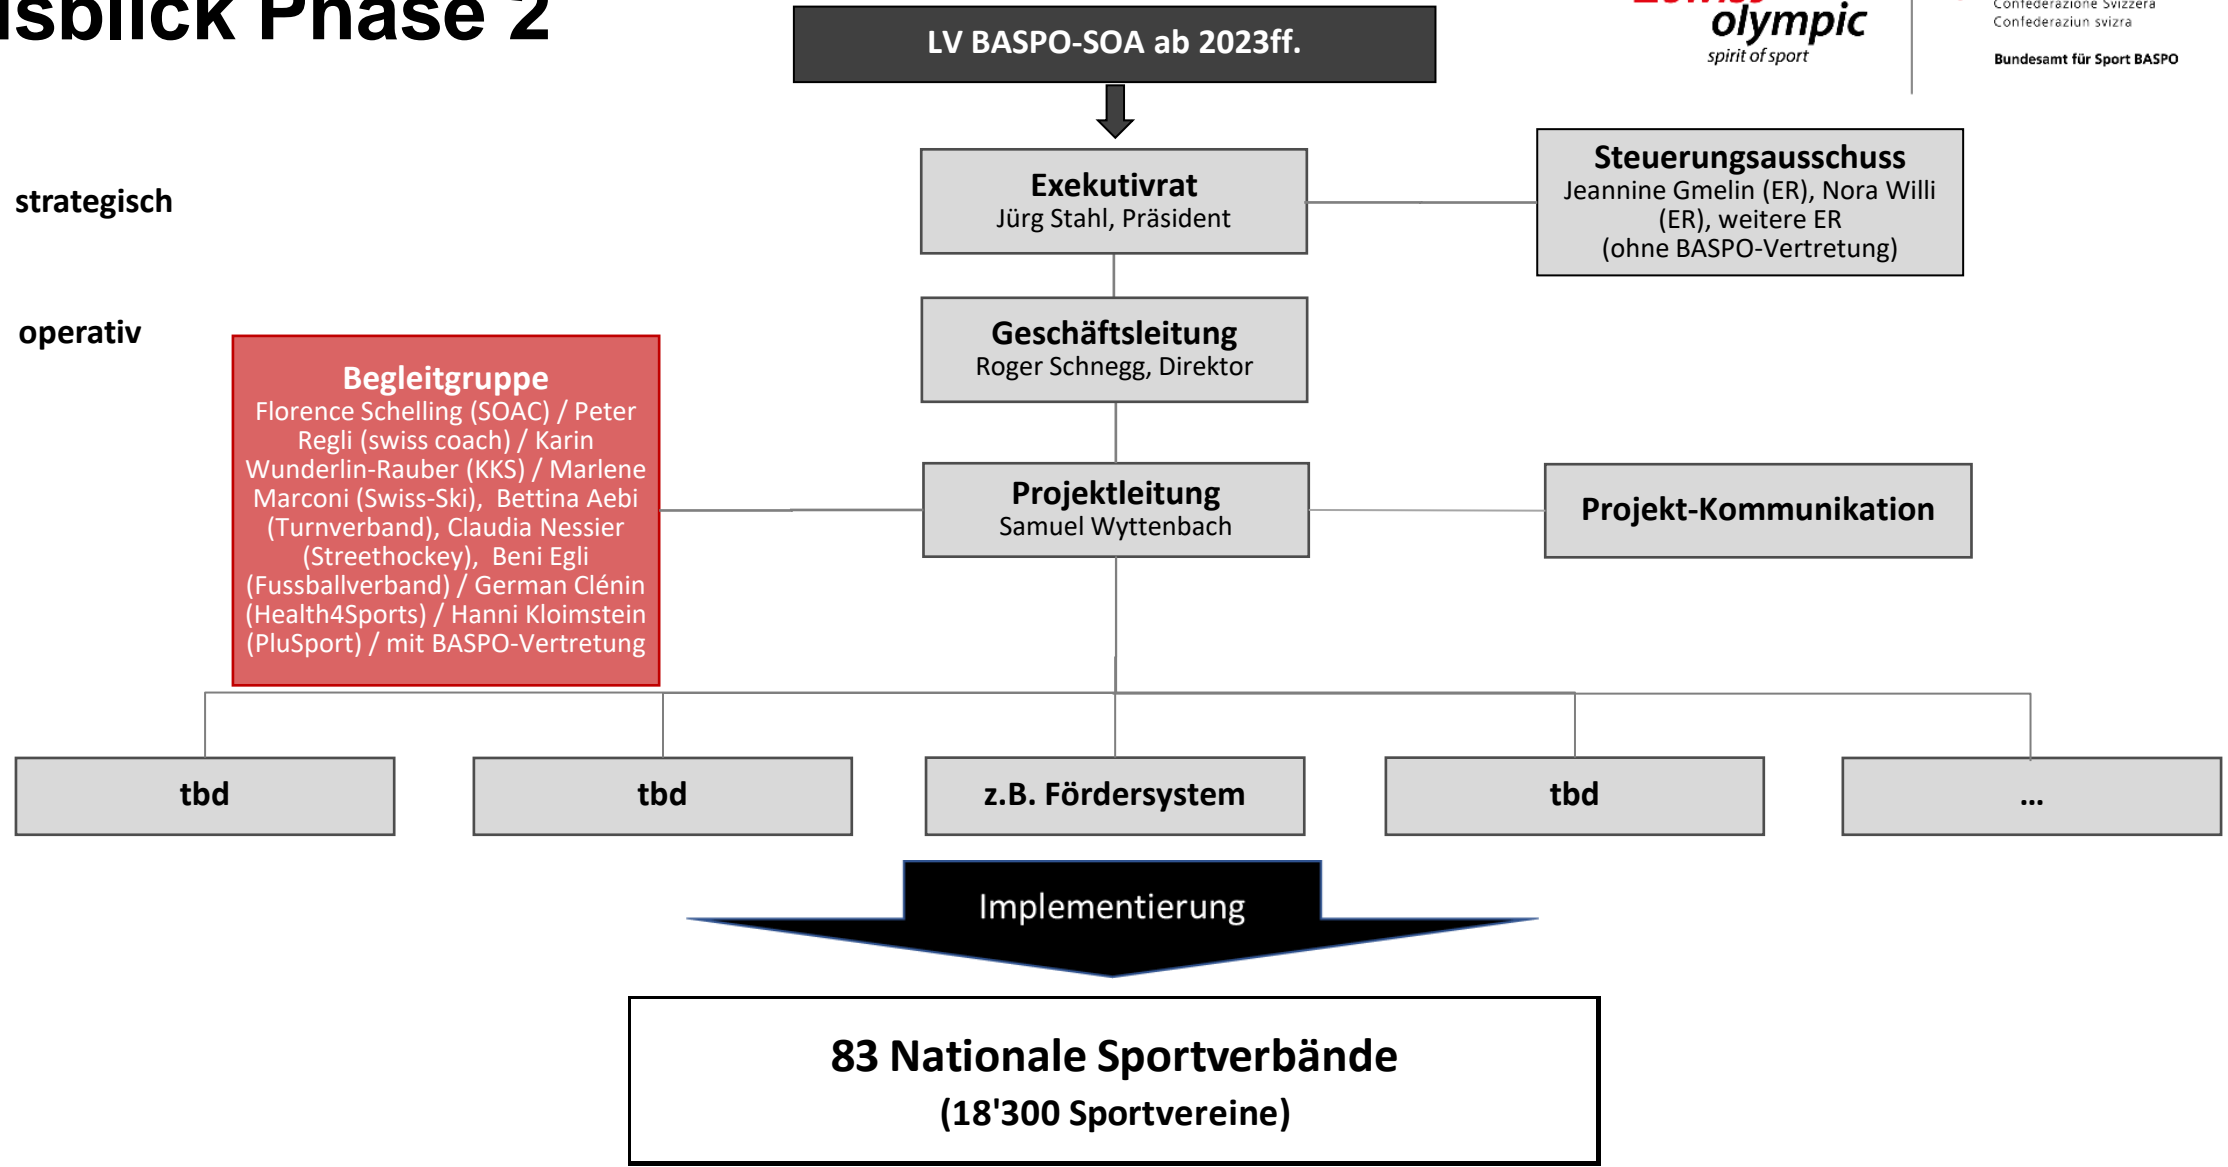 Phase 2
LV BASPO-SOA ab 2023ff.
olympic
spirit of sport
Confederazione Svizzera
Confederaziun svizra
Bundesamt für Sport BASPO
strategisch
Exekutivrat
Jürg Stahl, Präsident
Steuerungsausschuss
Jeannine Gmelin (ER), Nora Willi
(ER), weitere ER
(ohne BASPO-Vertretung)
operativ
Geschäftsleitung
Roger Schnegg, Direktor
Begleitgruppe
Florence Schelling (SOAC) / Peter
Regli (swiss coach) / Karin
Wunderlin-Rauber (KKS) / Marlene
Marconi (Swiss-Ski), Bettina Aebi
(Turnverband), Claudia Nessier
(Streethockey), Beni Egli
(Fussballverband) / German Clénin
(Health4Sports) / Hanni Kloimstein
(PluSport) / mit BASPO-Vertretung
Projektleitung
Samuel Wyttenbach
Projekt-Kommunikation
tbd
tbd
z.B. Fördersystem
tbd
...
Implementierung
83 Nationale Sportverbände
(18'300 Sportvereine)